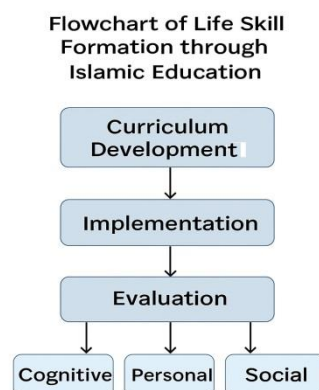 Flowchart of Life Skill
Formation through
Islamic Education
Curriculum
Development
Implementation
Evaluation
Cognitive Personal Social